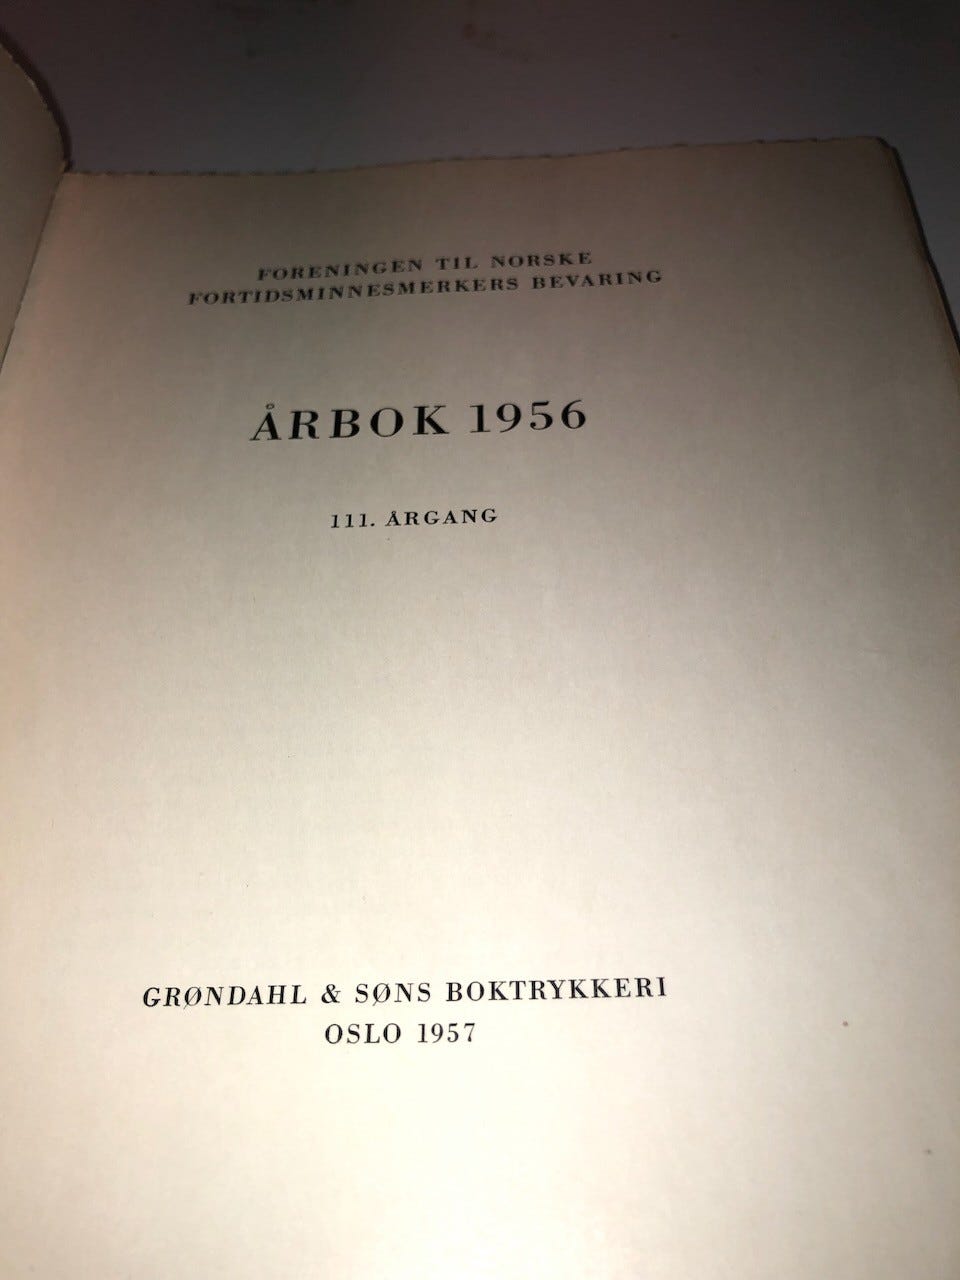 FORENINGEN TIL NORSKE
FORTIDSMINNESMERKERS BEVARING
ÅRBOK 1956
111. ÅRGANG
GRØNDAHL & SØNS BOKTRYKKERI
OSLO 1957